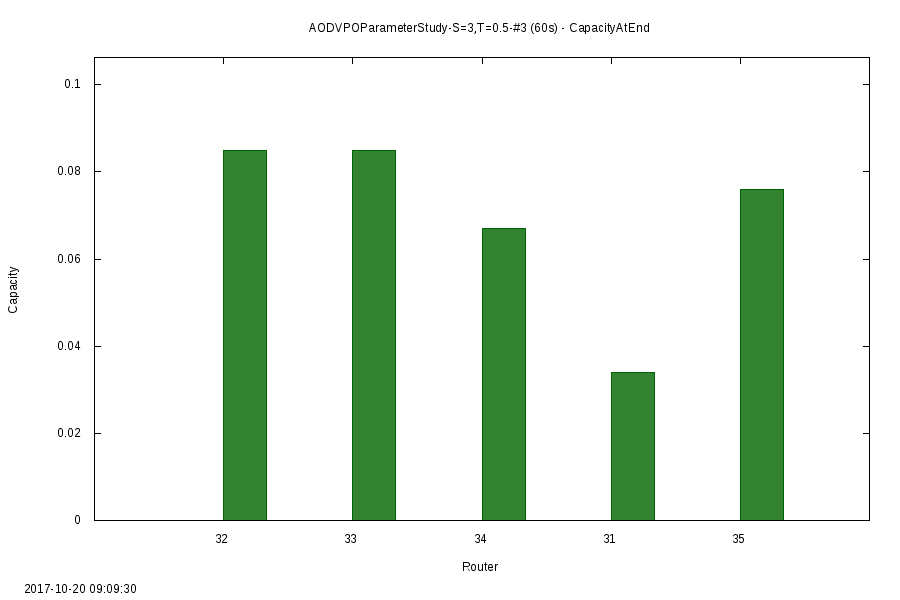 AODVPOParameterStudy-S=3,T=0.5-#3 (60s) - CapacityAtEnd
0.1
0.08
0.06
0.04
0.02
0
Capacity
32 33 34 31 35
Router
2017-10-20 09:09:30